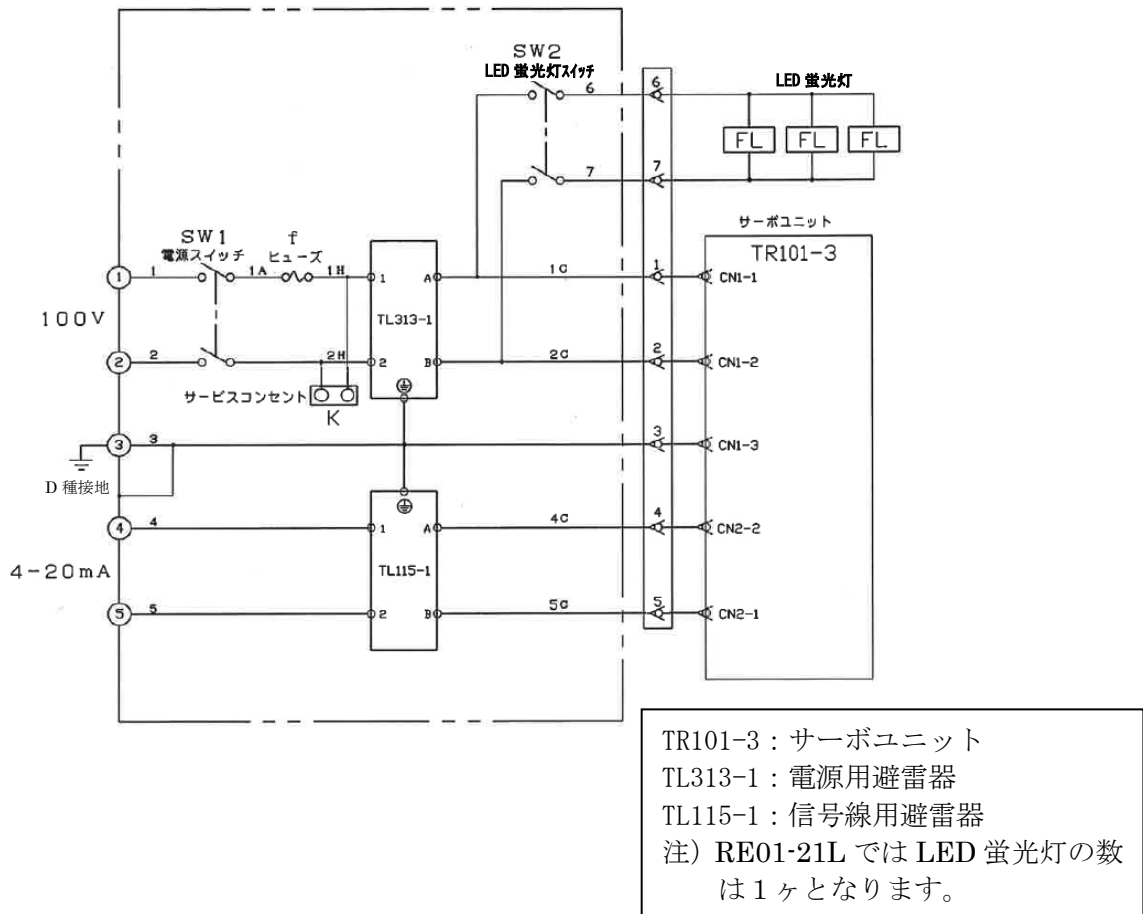 SW2
LED 蛍光灯スイッチ
6
6
LED 蛍光灯
FL
FL
FL
7
7
サーボユニット
TR101-3
SW1
電源スイッチ
f
ヒューズ
1
1
1A
1H
1
A
1C
1
CN1-1
100V
TL313-1
2
2
2H
2
B
2C
2
CN1-2
サービスコンセント
K
3
3
3
CN1-3
D 種接地
4
4
1
A
4C
4
CN2-2
4-20mA
TL115-1
5
5
2
B
5C
5
CN2-1
TR101-3：サーボユニット
TL313-1：電源用避雷器
TL115-1：信号線用避雷器
注）RE01-21L では LED 蛍光灯の数
は 1 ヶとなります。